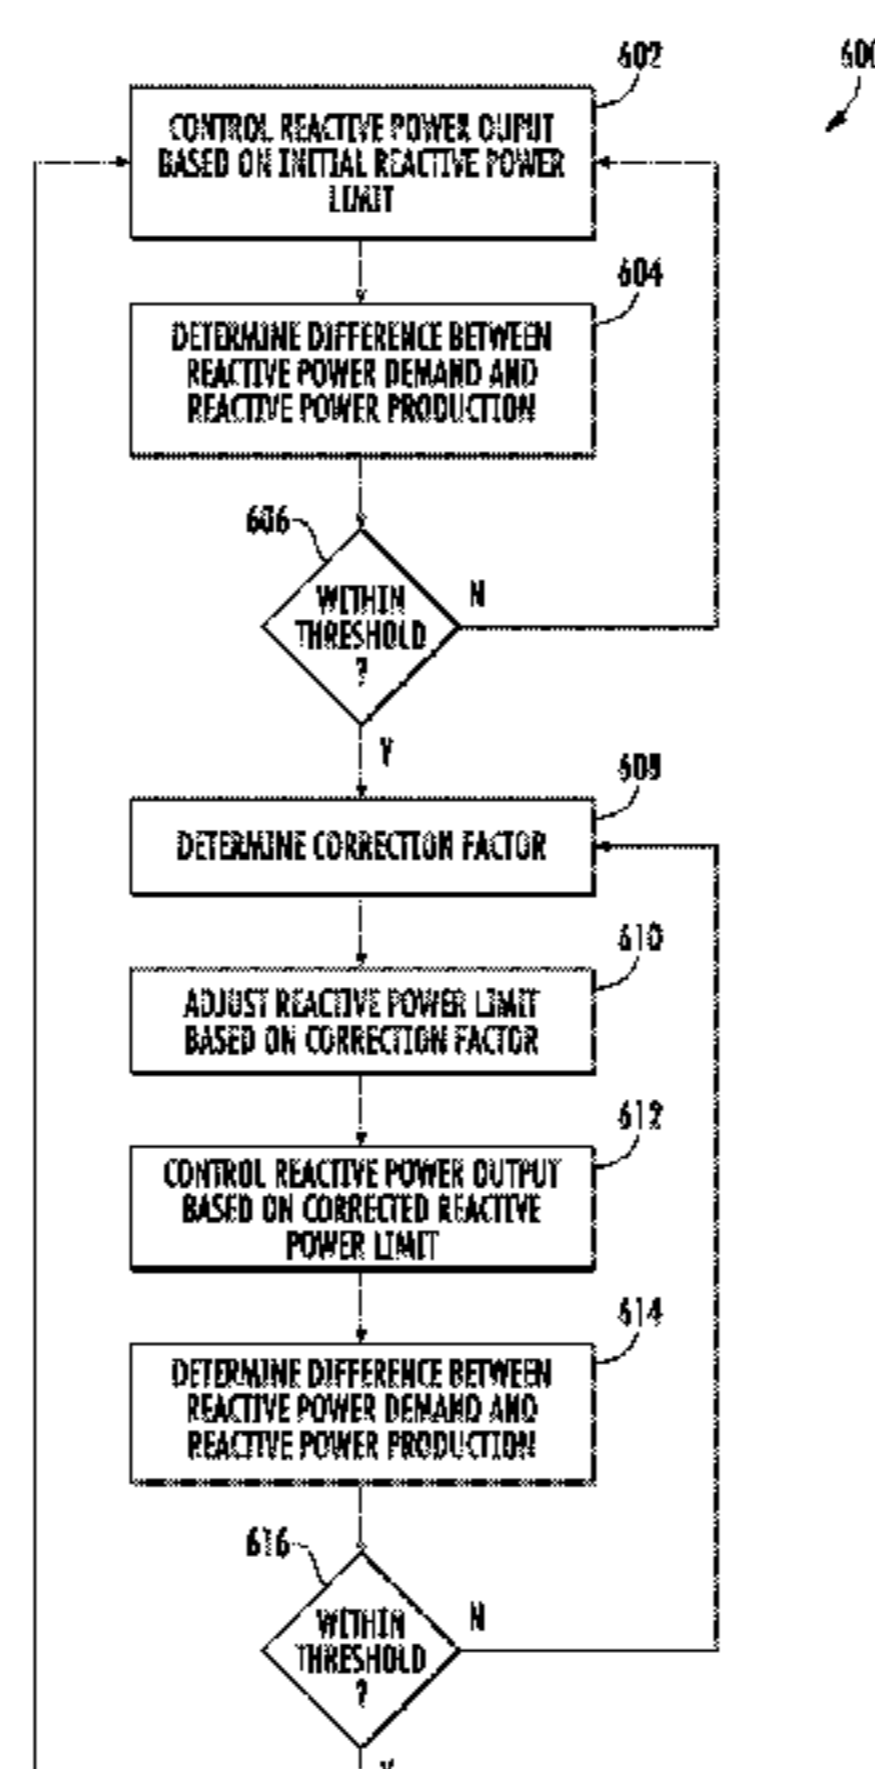 602
600
CONTROL REACTIVE POWER OUPUT
BASED ON INITIAL REACTIVE POWER
LIMIT
604
DETERMINE DIFFERENCE BETWEEN
REACTIVE POWER DEMAND AND
REACTIVE POWER PRODUCTION
606
WITHIN
THRESHOLD
?
N
Y
608
DETERMINE CORRECTION FACTOR
610
ADJUST REACTIVE POWER LIMIT
BASED ON CORRECTION FACTOR
612
CONTROL REACTIVE POWER OUTPUT
BASED ON CORRECTED REACTIVE
POWER LIMIT
614
DETERMINE DIFFERENCE BETWEEN
REACTIVE POWER DEMAND AND
REACTIVE POWER PRODUCTION
616
WITHIN
THRESHOLD
?
N
Y